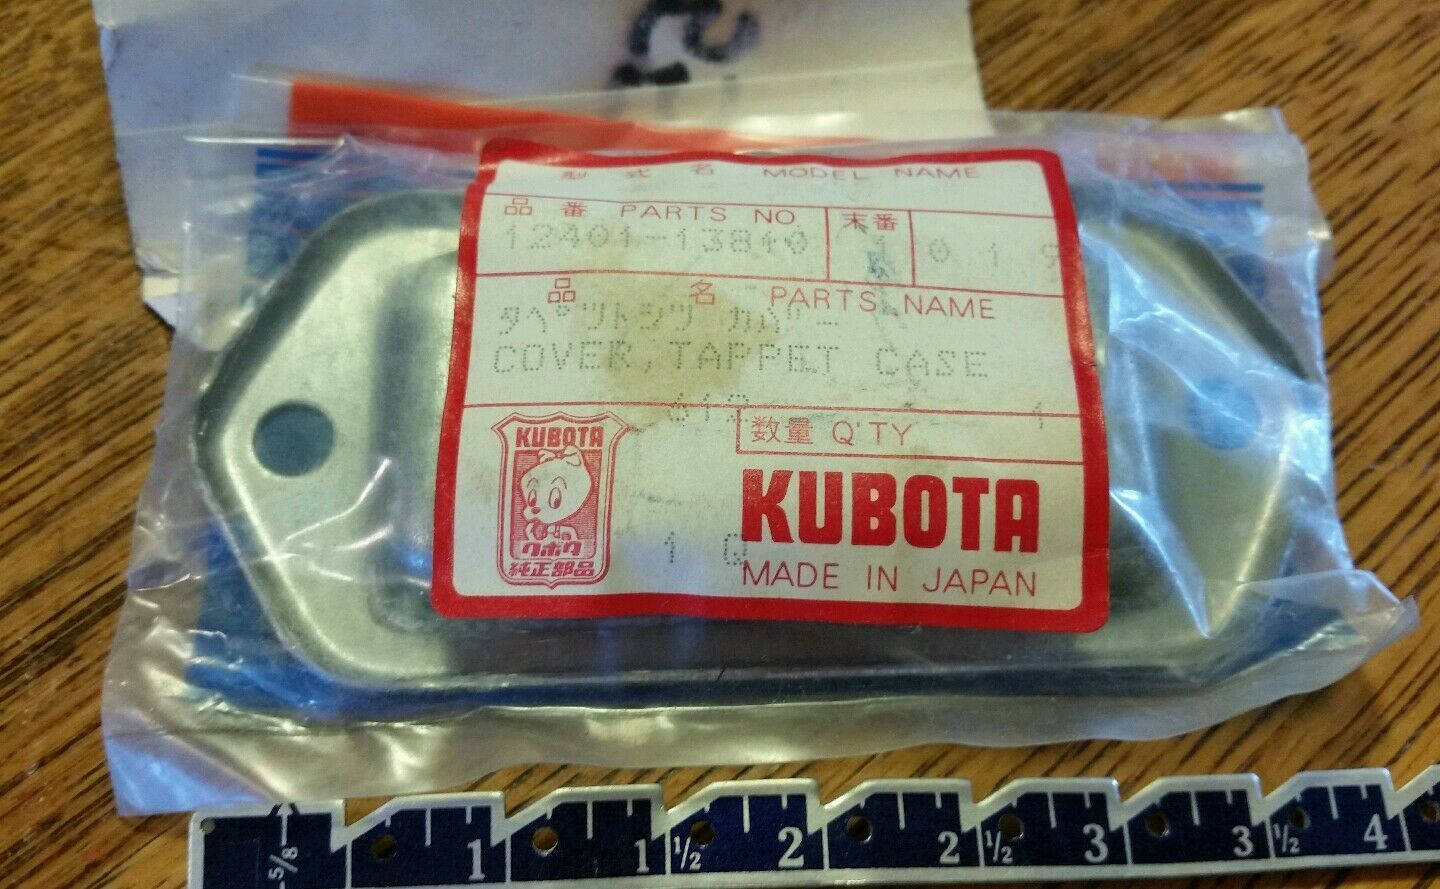 型 式 名 MODEL NAME
品 番 PARTS NO. 末番
12401-13810 1 0 1 9
品 名 PARTS NAME
タペツトシツ カバー
COVER,TAPPET CASE
612 1
数量 Q'TY
KUBOTA
クボタ
純正部品
1 Q
KUBOTA
MADE IN JAPAN
5/8 1 1 1/2 2 2 1/2 3 3 1/2 4